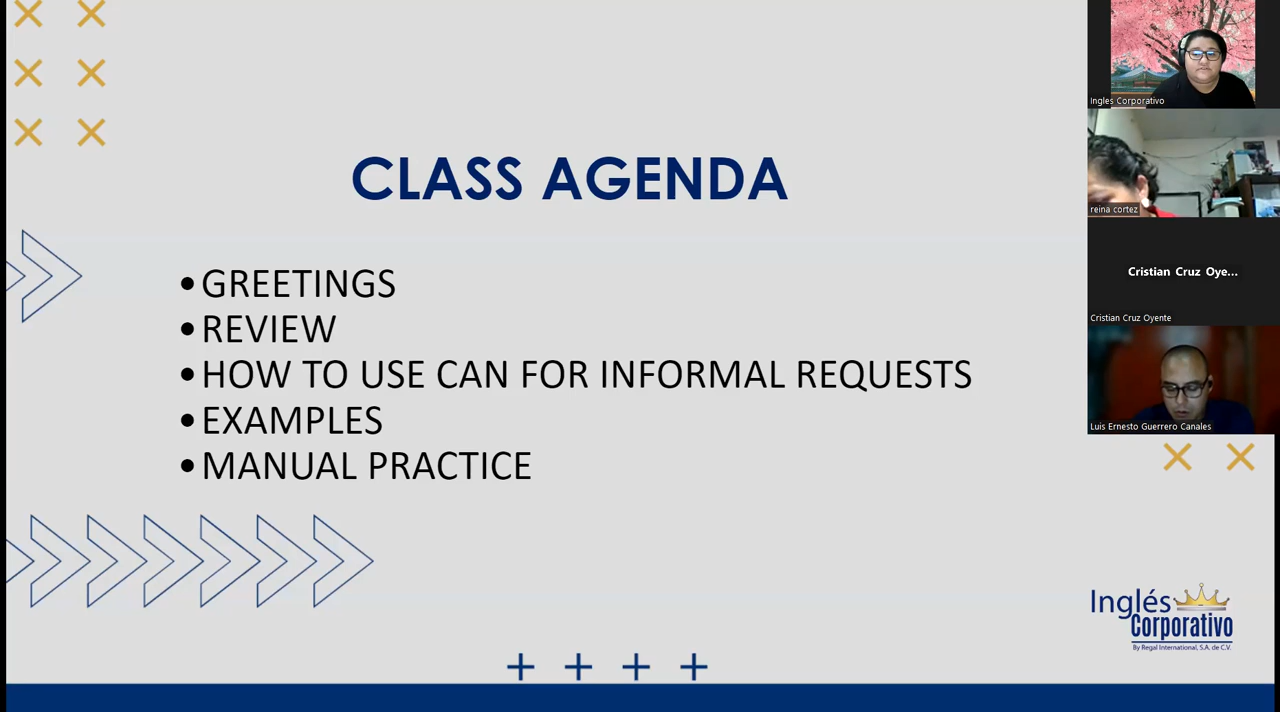 CLASS AGENDA
•GREETINGS
•REVIEW
•HOW TO USE CAN FOR INFORMAL REQUESTS
•EXAMPLES
•MANUAL PRACTICE
Inglés
Corporativo
By Regal International, S.A. de C.V.
Ingles Corporativo
reina cortez
Cristian Cruz Oye...
Cristian Cruz Oyente
Luis Ernesto Guerrero Canales